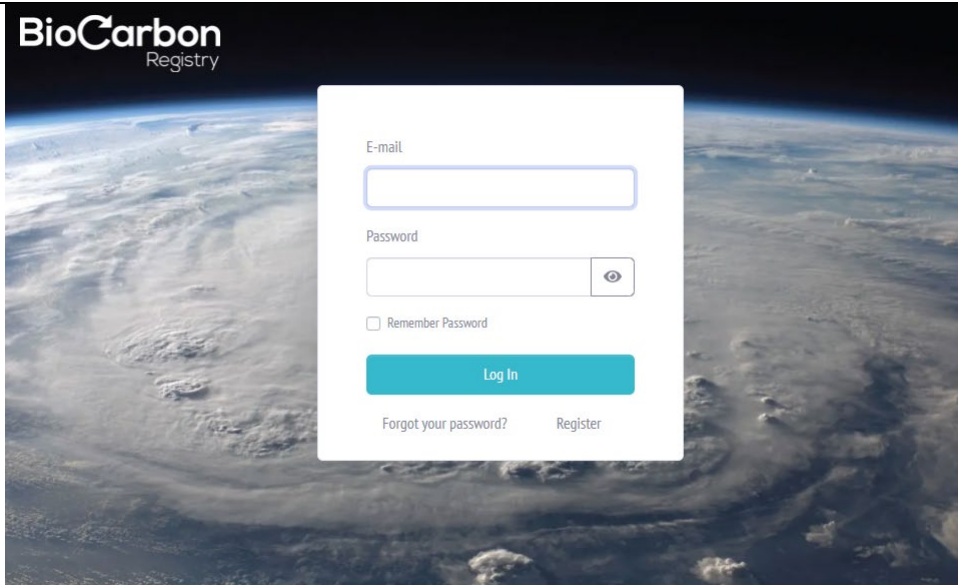 BioCarbon
Registry
E-mail
Password
Remember Password
Log In
Forgot your password? Register